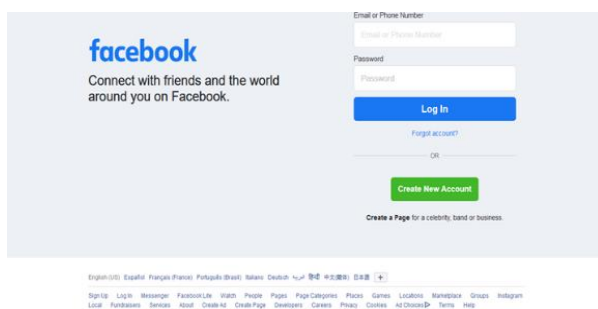 Email or Phone Number
Email or Phone Number
facebook
Connect with friends and the world
around you on Facebook.
Password
Password
Log In
Forgot account?
OR
Create New Account
Create a Page for a celebrity, band or business.
English (US) Español Français (France) Português (Brasil) Italiano Deutsch العربية हिन्दी 中文(简体) 日本語 +
Sign Up Log In Messenger Facebook Lite Watch People Pages Page Categories Places Games Locations Marketplace Groups Instagram
Local Fundraisers Services About Create Ad Create Page Developers Careers Privacy Cookies Ad Choices Terms Help